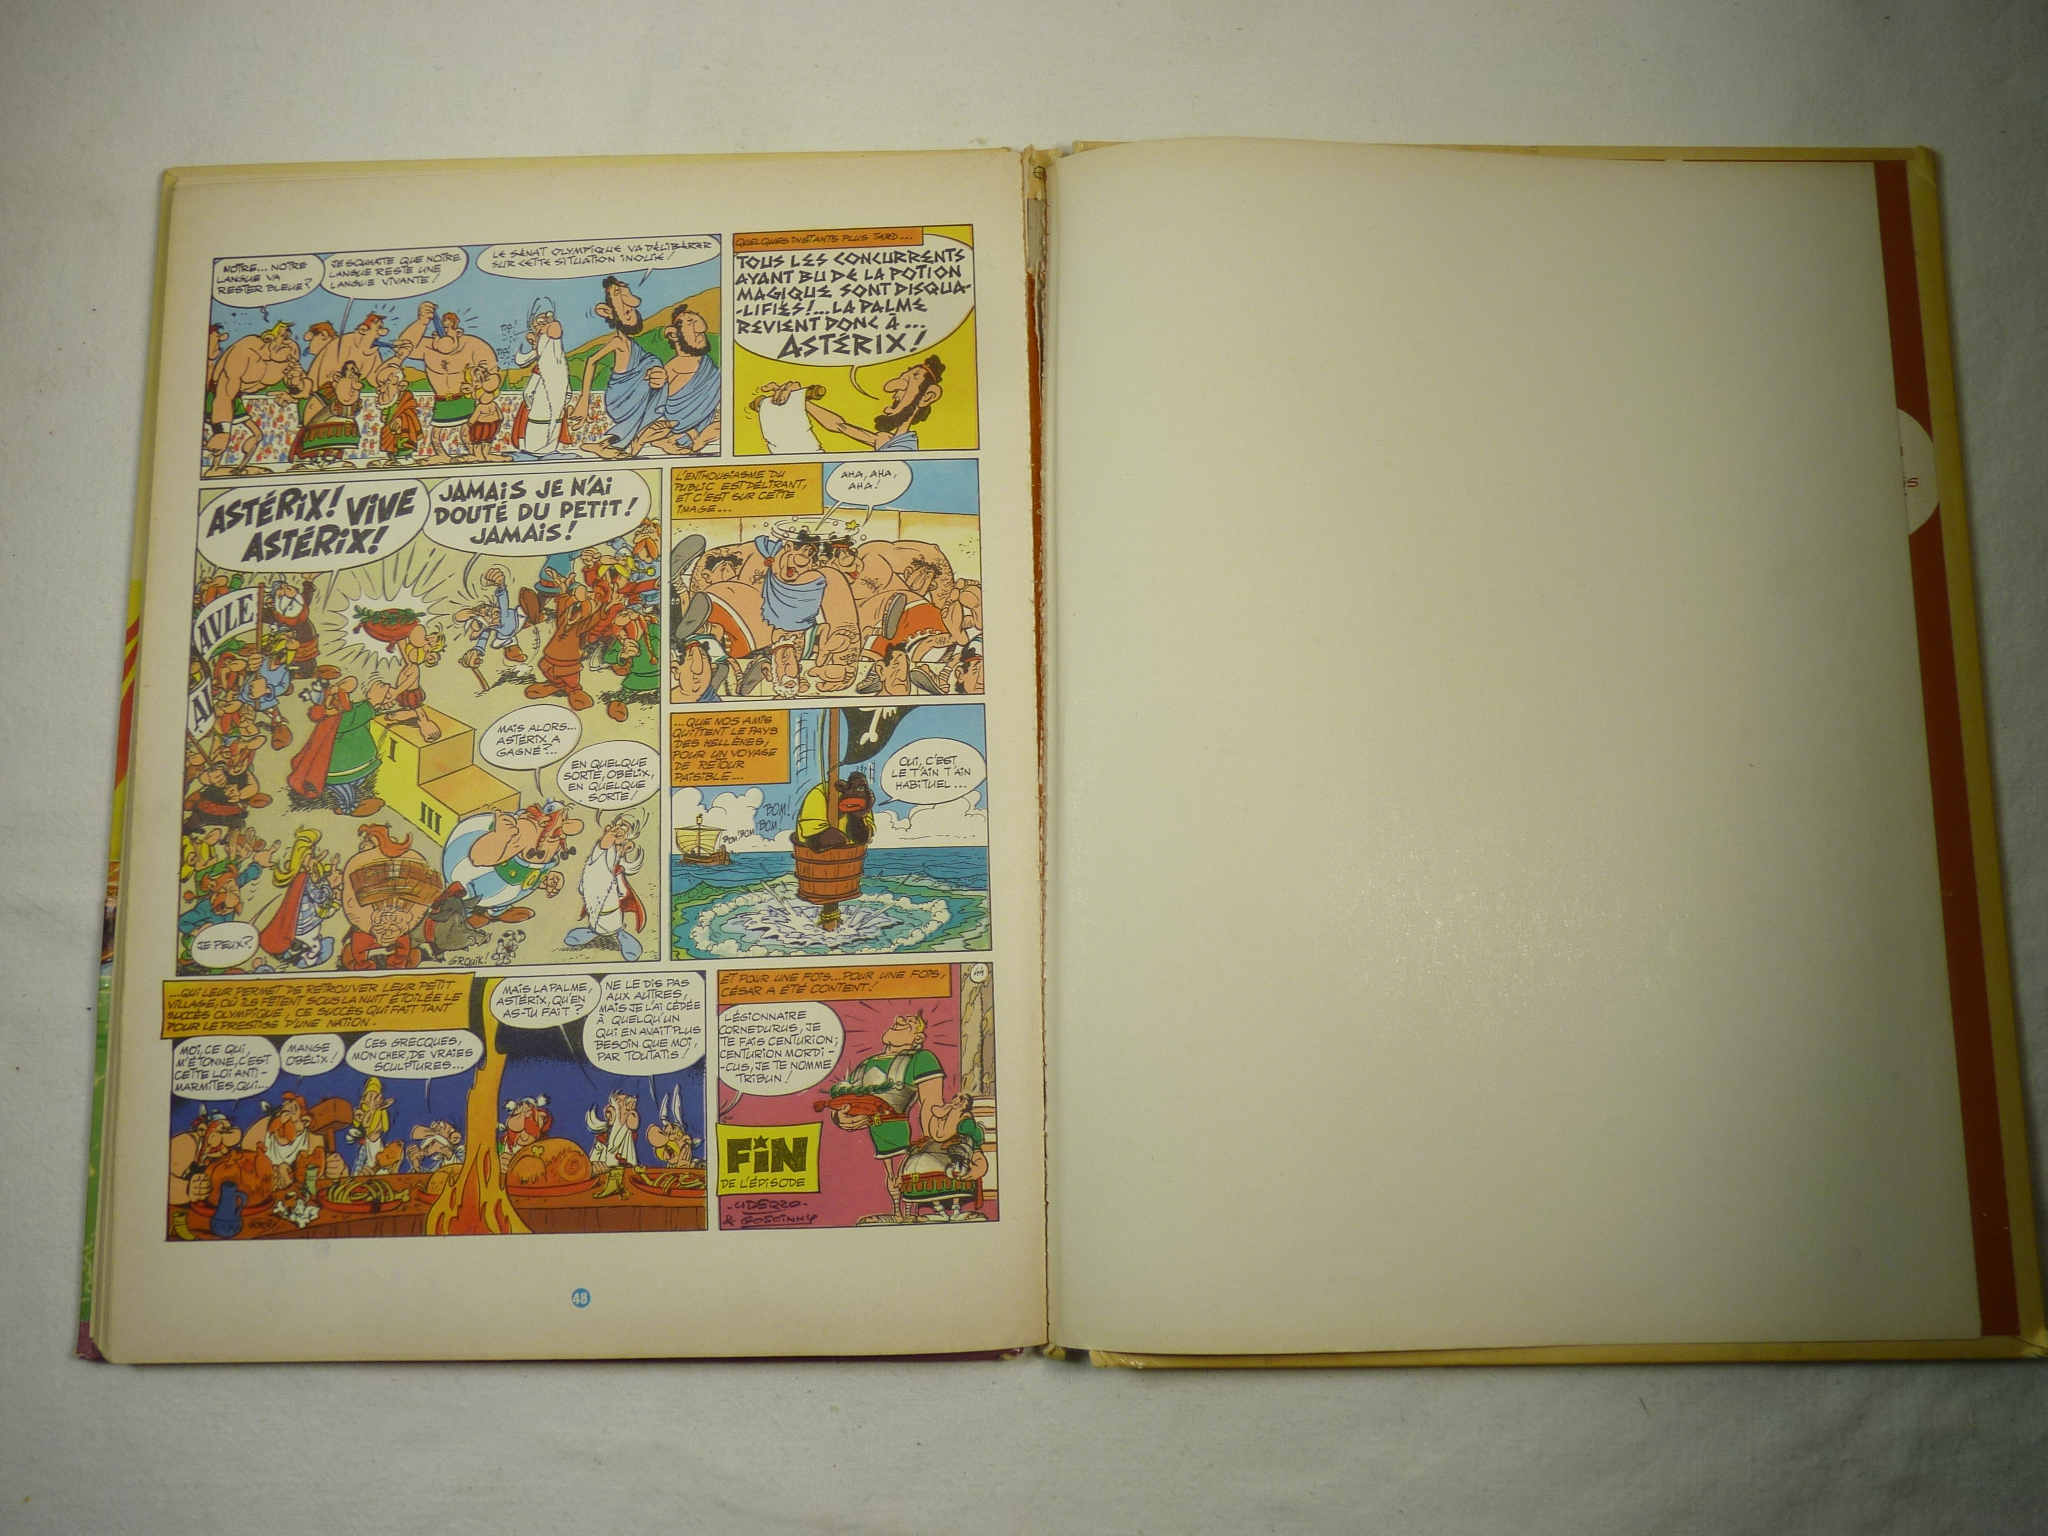 NOTRE... NOTRE
LANGUE VA
RESTER BLEUE?
JE SOUHAITE QUE NOTRE
LANGUE RESTE UNE
LANGUE VIVANTE!
LE SÉNAT OLYMPIQUE VA DÉLIBÉRER
SUR CETTE SITUATION INOUÏE!
QUELQUES INSTANTS PLUS TARD...
TOUS LES CONCURRENTS
AYANT BU DE LA POTION
MAGIQUE SONT DISQUA-
-LIFIÉS!... LA PALME
REVIENT DONC À...
ASTÉRIX!
ASTÉRIX! VIVE
ASTÉRIX!
JAMAIS JE N'AI
DOUTÉ DU PETIT!
JAMAIS!
AVLE
MAIS ALORS...
ASTÉRIX A
GAGNÉ?...
EN QUELQUE
SORTE, OBÉLIX,
EN QUELQUE
SORTE!
JE PEUX?
GROUIK!
I
III
L'ENTHOUSIASME DU
PUBLIC EST DÉLIRANT,
ET C'EST SUR CETTE
IMAGE...
AHA, AHA,
AHA!
...QUE NOS AMIS
QUITTENT LE PAYS
DES HELLÈNES,
POUR UN VOYAGE
DE RETOUR
PAISIBLE...
OUI, C'EST
LE T'AIN T'AIN
HABITUEL...
BOM!
BOM!
BOM! BOM!
...QUI LEUR PERMET DE RETROUVER LEUR PETIT
VILLAGE, OÙ ILS FÊTENT SOUS LA NUIT ÉTOILÉE LE
SUCCÈS OLYMPIQUE, CE SUCCÈS QUI FAIT TANT
POUR LE PRESTIGE D'UNE NATION.
MOI, CE QUI
M'ÉTONNE, C'EST
CETTE LOI ANTI-
MARMITES, QUI...
MANGE
OBÉLIX!
CES GRECQUES,
MON CHER, DE VRAIES
SCULPTURES...
MAIS LA PALME,
ASTÉRIX, QU'EN
AS-TU FAIT?
NE LE DIS PAS
AUX AUTRES,
MAIS JE L'AI CÉDÉE
À QUELQU'UN
QUI EN AVAIT PLUS
BESOIN QUE MOI,
PAR TOUTATIS!
ET POUR UNE FOIS... POUR UNE FOIS,
CÉSAR A ÉTÉ CONTENT!
44
LÉGIONNAIRE
CORNEDURUS, JE
TE FAIS CENTURION;
CENTURION MORDI-
-CUS, JE TE NOMME
TRIBUN!
FIN
DE L'ÉPISODE
-UDERZO-
& GOSCINNY
48